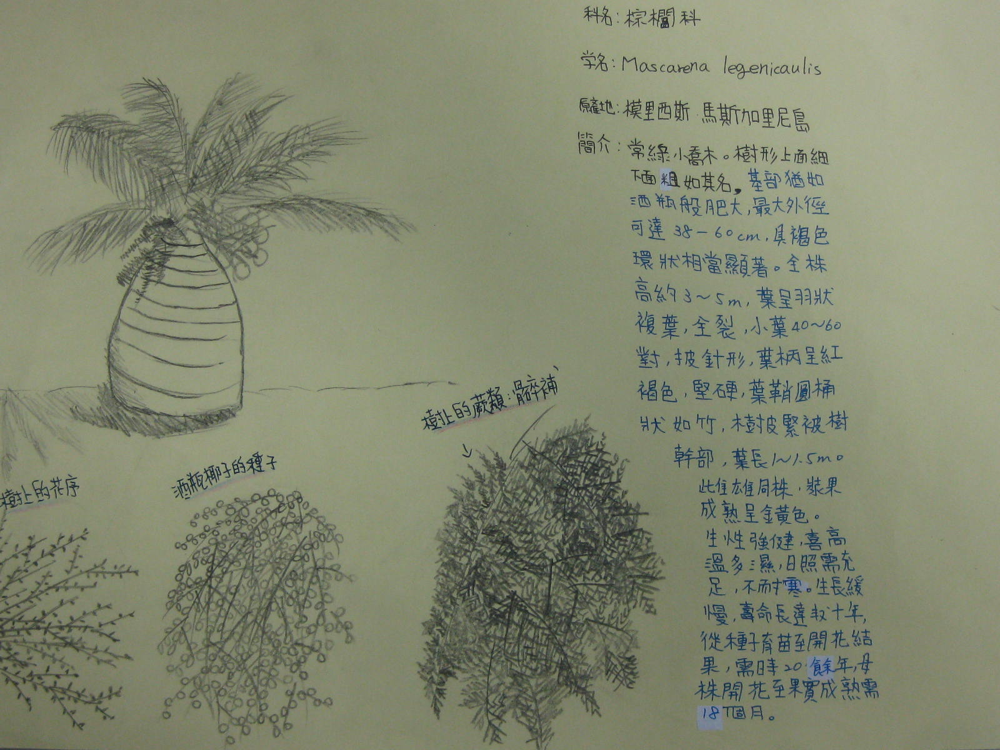 科名:棕櫚科
学名:Mascarena legenicaulis
原產地:模里西斯 馬斯加里尼島
簡介:常綠小喬木。樹形上面細
下面粗如其名。基部猶如
酒瓶般肥大,最大外徑
可達38-60cm,具褐色
環狀相當顯著。全株
高約3~5m,葉呈羽狀
複葉,全裂,小葉40~60
對,披針形,葉柄呈紅
褐色,堅硬,葉鞘圓桶
狀如竹,樹披緊被樹
幹部,葉長1~1.5m。
雌雄同株,漿果
成熟呈金黃色。
生性強健,喜高
溫多濕,日照需充
足,不耐寒。生長緩
慢,壽命長達数十年,
從種子育苗至開花結
果,需時20餘年,母
株開花至果實成熟需
18個月。
樹上的蕨類:骨碎補
酒瓶椰子的種子
樹上的花序